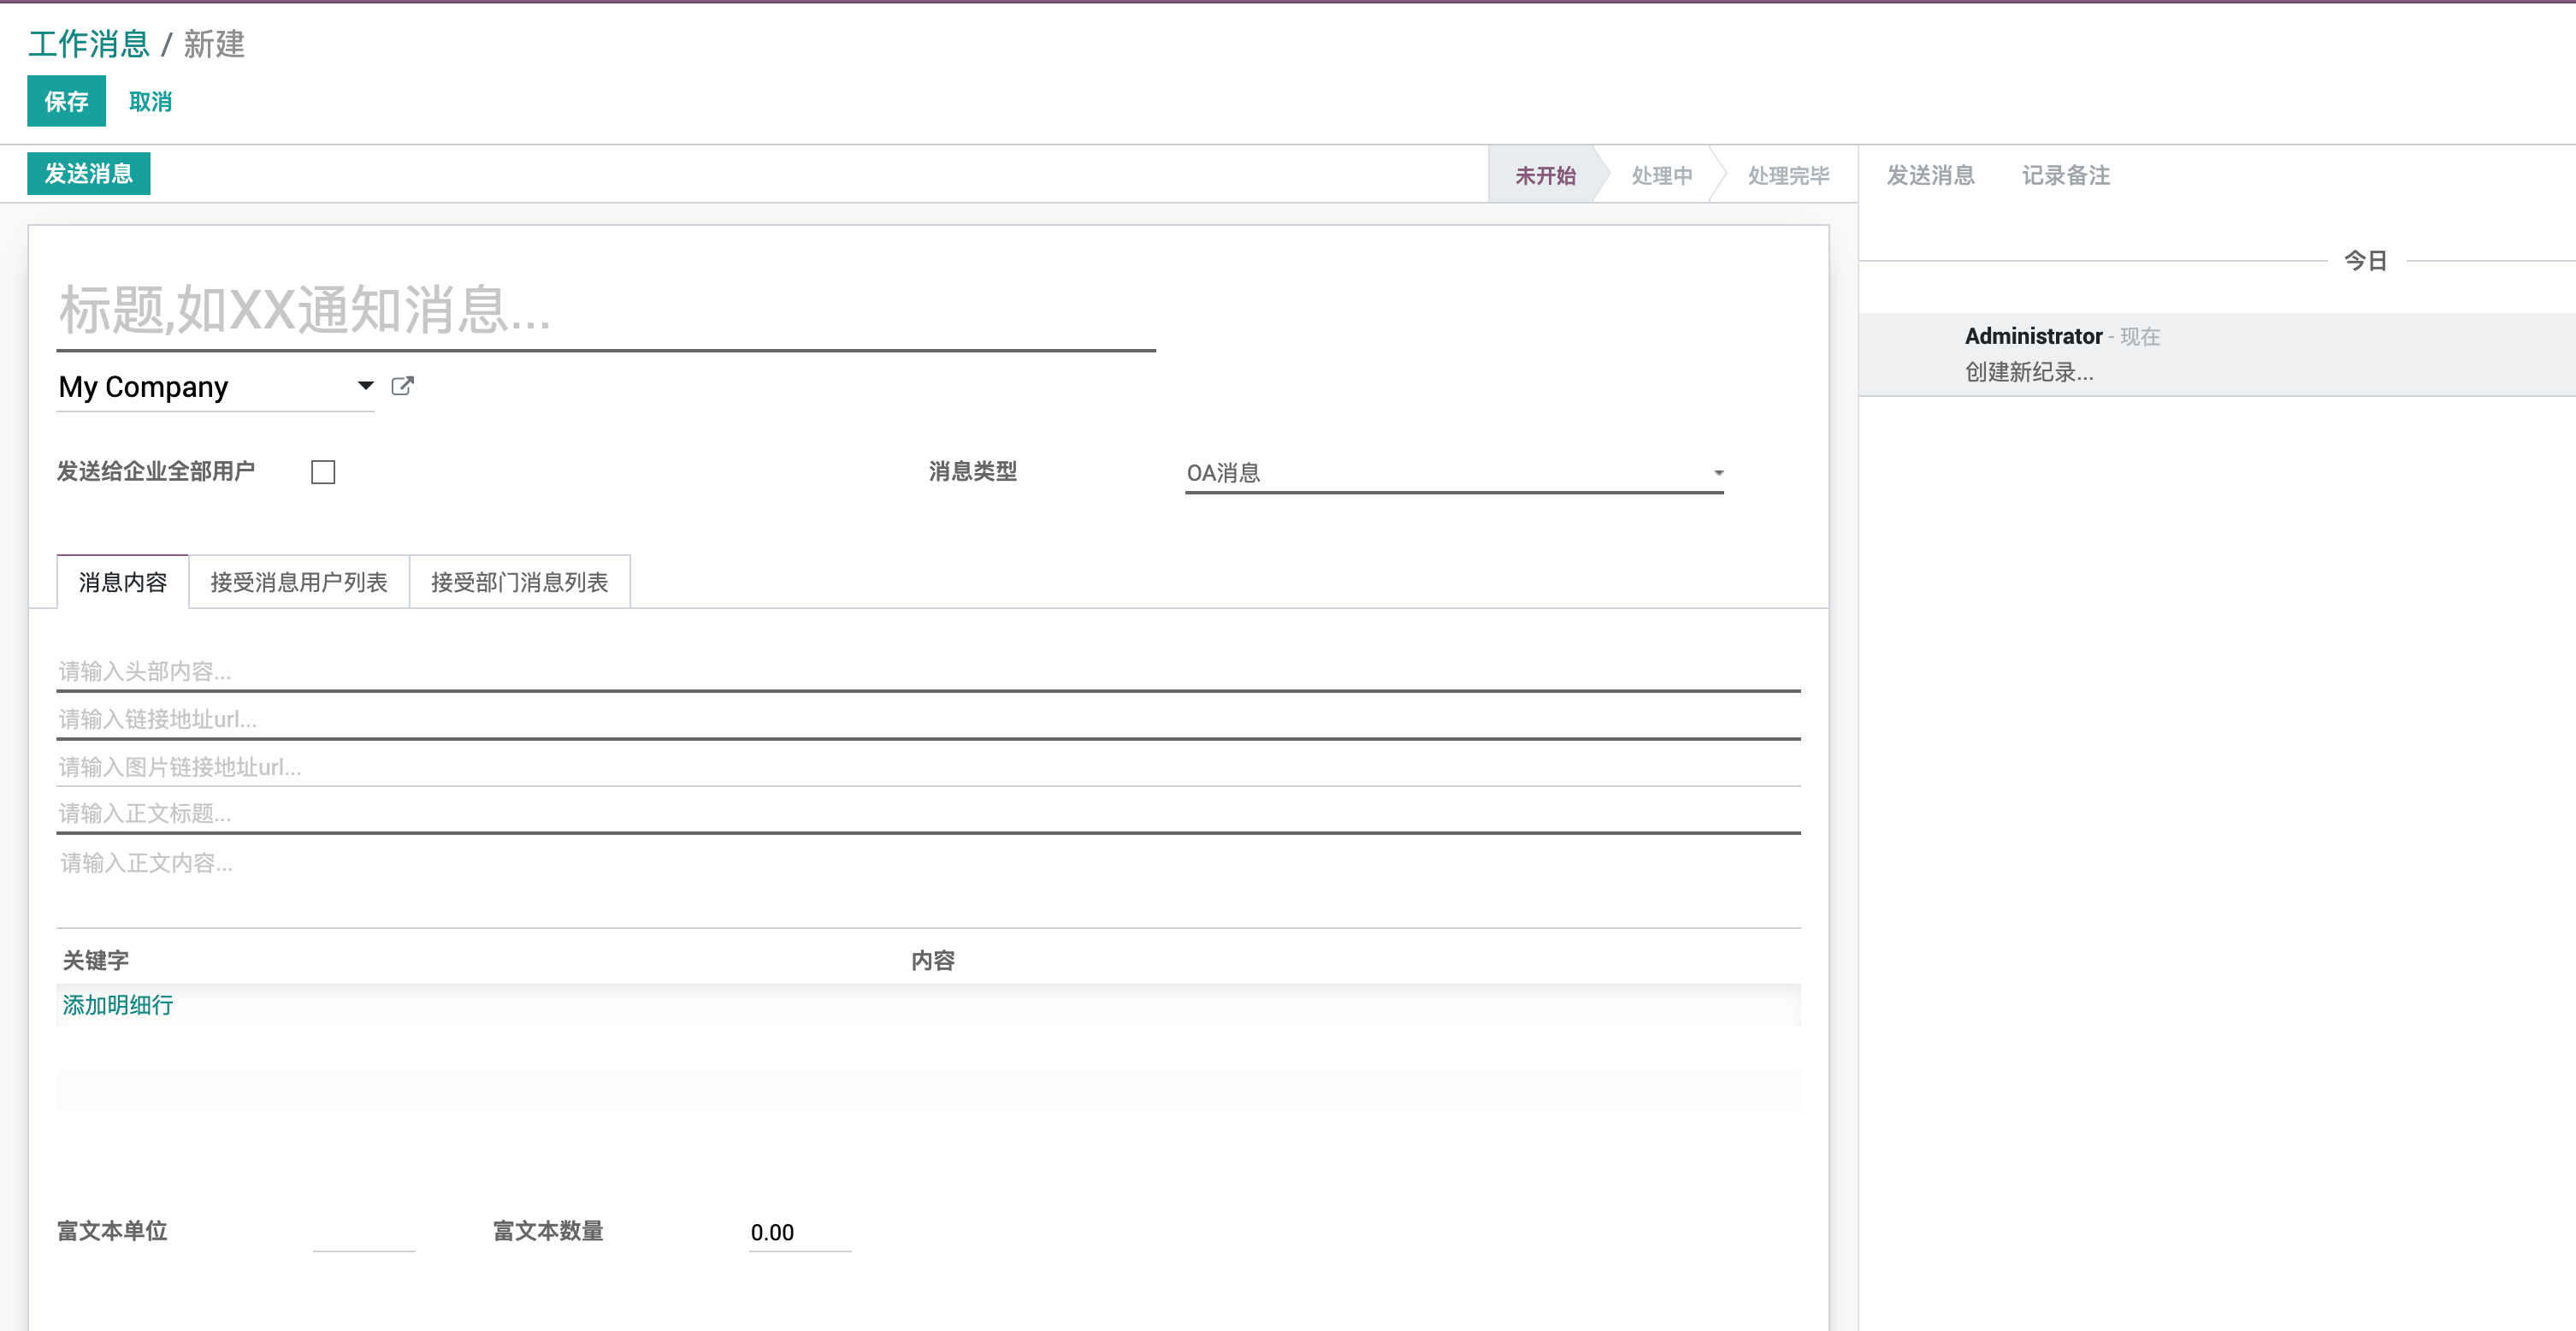 工作消息 / 新建
保存 取消
发送消息
未开始 处理中 处理完毕
发送消息 记录备注
今日
Administrator - 现在
创建新纪录...
标题,如XX通知消息...
My Company
发送给企业全部用户
消息类型 OA消息
消息内容 接受消息用户列表 接受部门消息列表
请输入头部内容...
请输入链接地址url...
请输入图片链接地址url...
请输入正文标题...
请输入正文内容...
关键字 内容
添加明细行
富文本单位 富文本数量 0.00